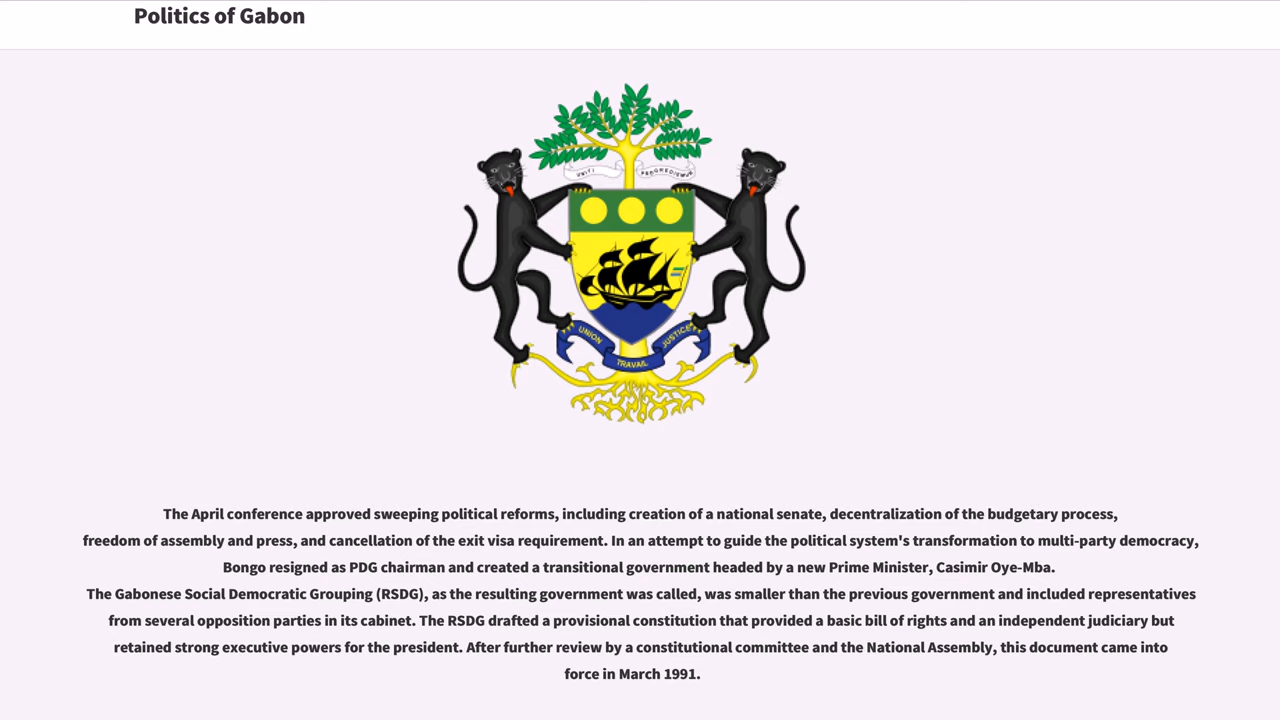 Politics of Gabon
UNITI PROGREDIEMUR
UNION TRAVAIL JUSTICE
The April conference approved sweeping political reforms, including creation of a national senate, decentralization of the budgetary process,
freedom of assembly and press, and cancellation of the exit visa requirement. In an attempt to guide the political system's transformation to multi-party democracy,
Bongo resigned as PDG chairman and created a transitional government headed by a new Prime Minister, Casimir Oye-Mba.
The Gabonese Social Democratic Grouping (RSDG), as the resulting government was called, was smaller than the previous government and included representatives
from several opposition parties in its cabinet. The RSDG drafted a provisional constitution that provided a basic bill of rights and an independent judiciary but
retained strong executive powers for the president. After further review by a constitutional committee and the National Assembly, this document came into
force in March 1991.